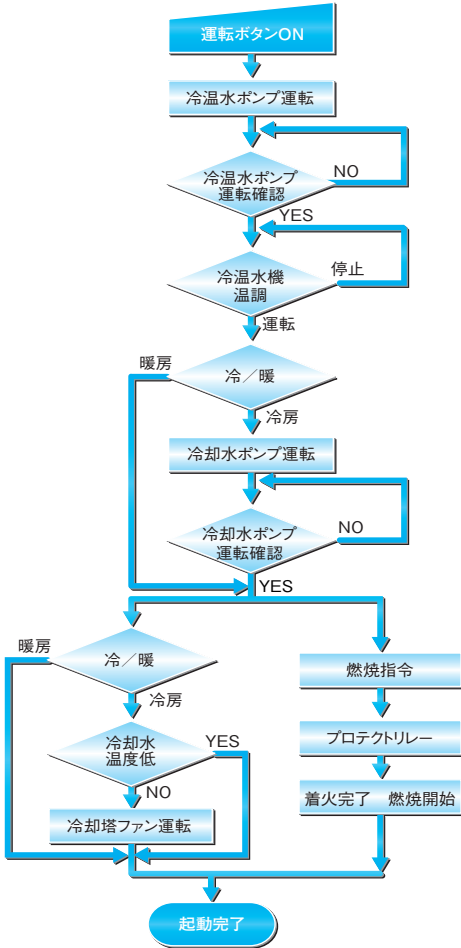 運転ボタンON
冷温水ポンプ運転
冷温水ポンプ
運転確認
NO
YES
冷温水機
温調
停止
運転
暖房
冷／暖
冷房
冷却水ポンプ運転
冷却水ポンプ
運転確認
NO
YES
暖房
冷／暖
冷房
冷却水
温度低
YES
NO
冷却塔ファン運転
燃焼指令
プロテクトリレー
着火完了　燃焼開始
起動完了